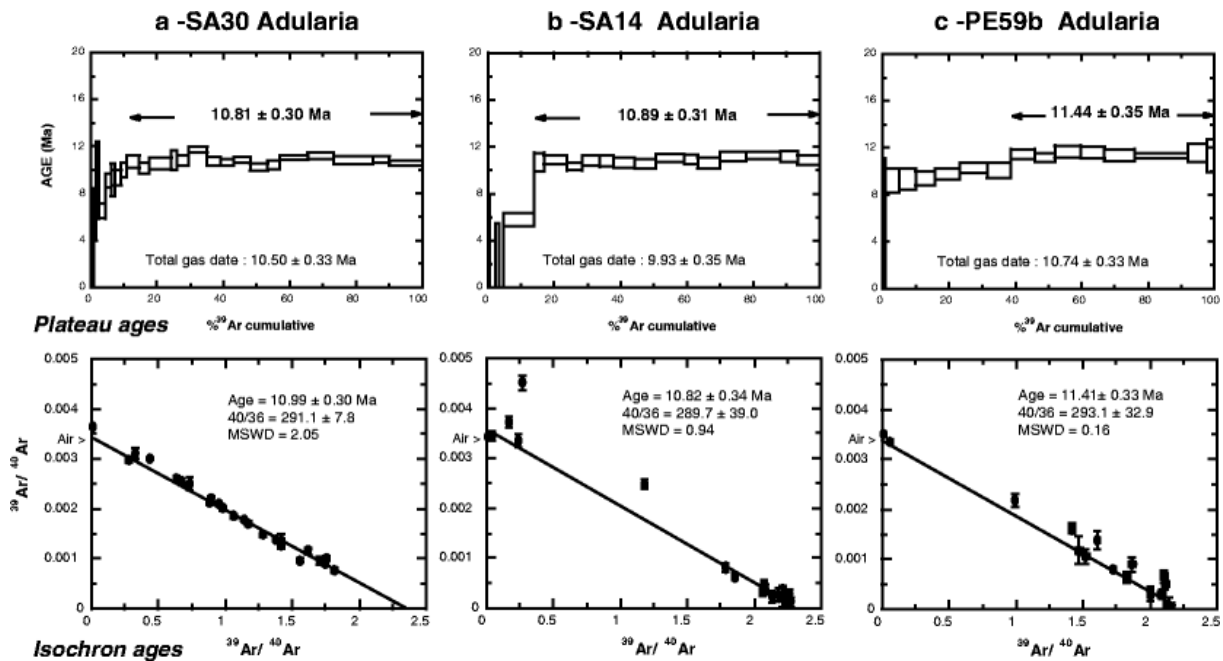 a -SA30 Adularia
b -SA14 Adularia
c -PE59b Adularia
20
16
12
8
4
0
AGE (Ma)
10.81 ± 0.30 Ma
Total gas date : 10.50 ± 0.33 Ma
0 20 40 60 80 100
%³⁹Ar cumulative
20
16
12
8
4
0
10.89 ± 0.31 Ma
Total gas date : 9.93 ± 0.35 Ma
0 20 40 60 80 100
20
16
12
8
4
0
11.44 ± 0.35 Ma
Total gas date : 10.74 ± 0.33 Ma
0 20 40 60 80 100
%³⁹Ar cumulative
Plateau ages
0.005
0.004
Air >
0.003
0.002
0.001
0
³⁹Ar/ ⁴⁰Ar
Age = 10.99 ± 0.30 Ma
40/36 = 291.1 ± 7.8
MSWD = 2.05
0 0.5 1 1.5 2 2.5
³⁹Ar/ ⁴⁰Ar
0.005
0.004
Air >
0.003
0.002
0.001
0
Age = 10.82 ± 0.34 Ma
40/36 = 289.7 ± 39.0
MSWD = 0.94
0 0.5 1 1.5 2 2.5
³⁹Ar/ ⁴⁰Ar
0.005
0.004
Air >
0.003
0.002
0.001
0
Age = 11.41± 0.33 Ma
40/36 = 293.1 ± 32.9
MSWD = 0.16
0 0.5 1 1.5 2 2.5
³⁹Ar/ ⁴⁰Ar
Isochron ages